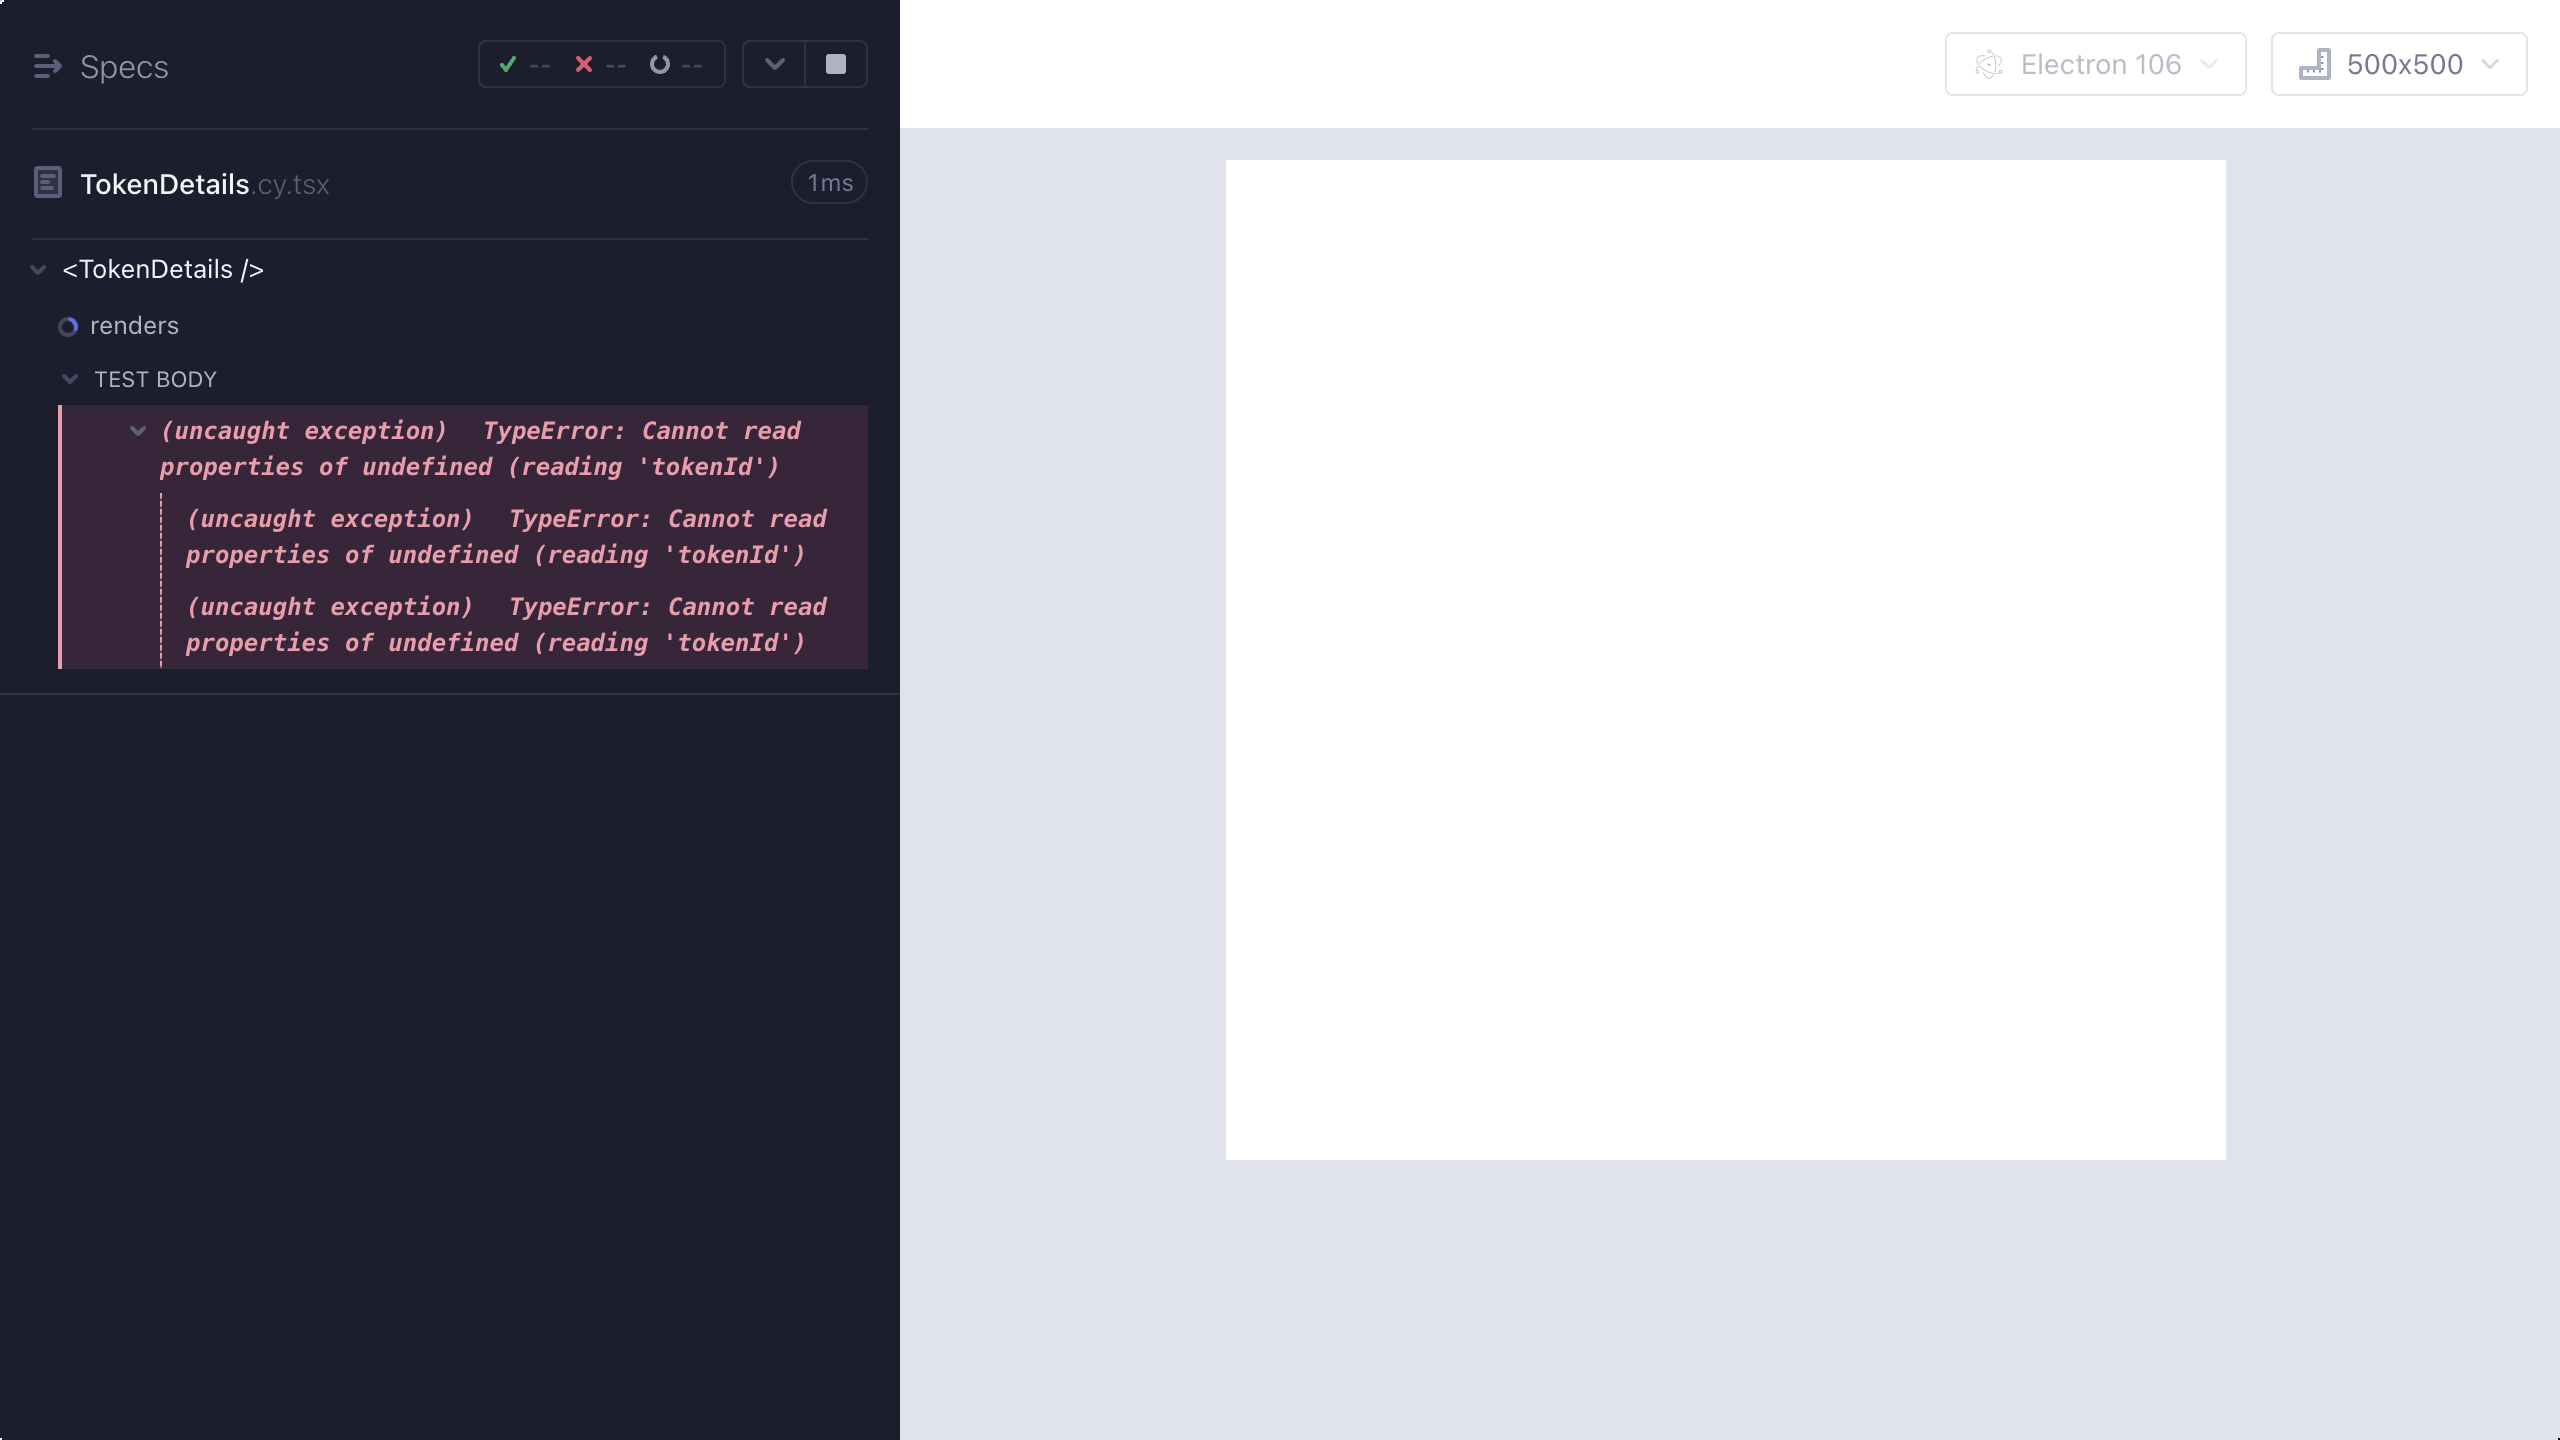 Specs
-- -- --
Electron 106
500x500
TokenDetails.cy.tsx
1ms
<TokenDetails />
renders
TEST BODY
(uncaught exception) TypeError: Cannot read
properties of undefined (reading 'tokenId')
(uncaught exception) TypeError: Cannot read
properties of undefined (reading 'tokenId')
(uncaught exception) TypeError: Cannot read
properties of undefined (reading 'tokenId')